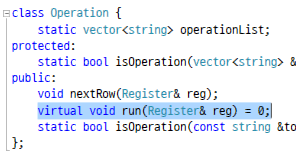 class Operation {
static vector<string> operationList;
protected:
static bool isOperation(vector<string> &
public:
void nextRow(Register& reg);
virtual void run(Register& reg) = 0;
static bool isOperation(const string &to
};